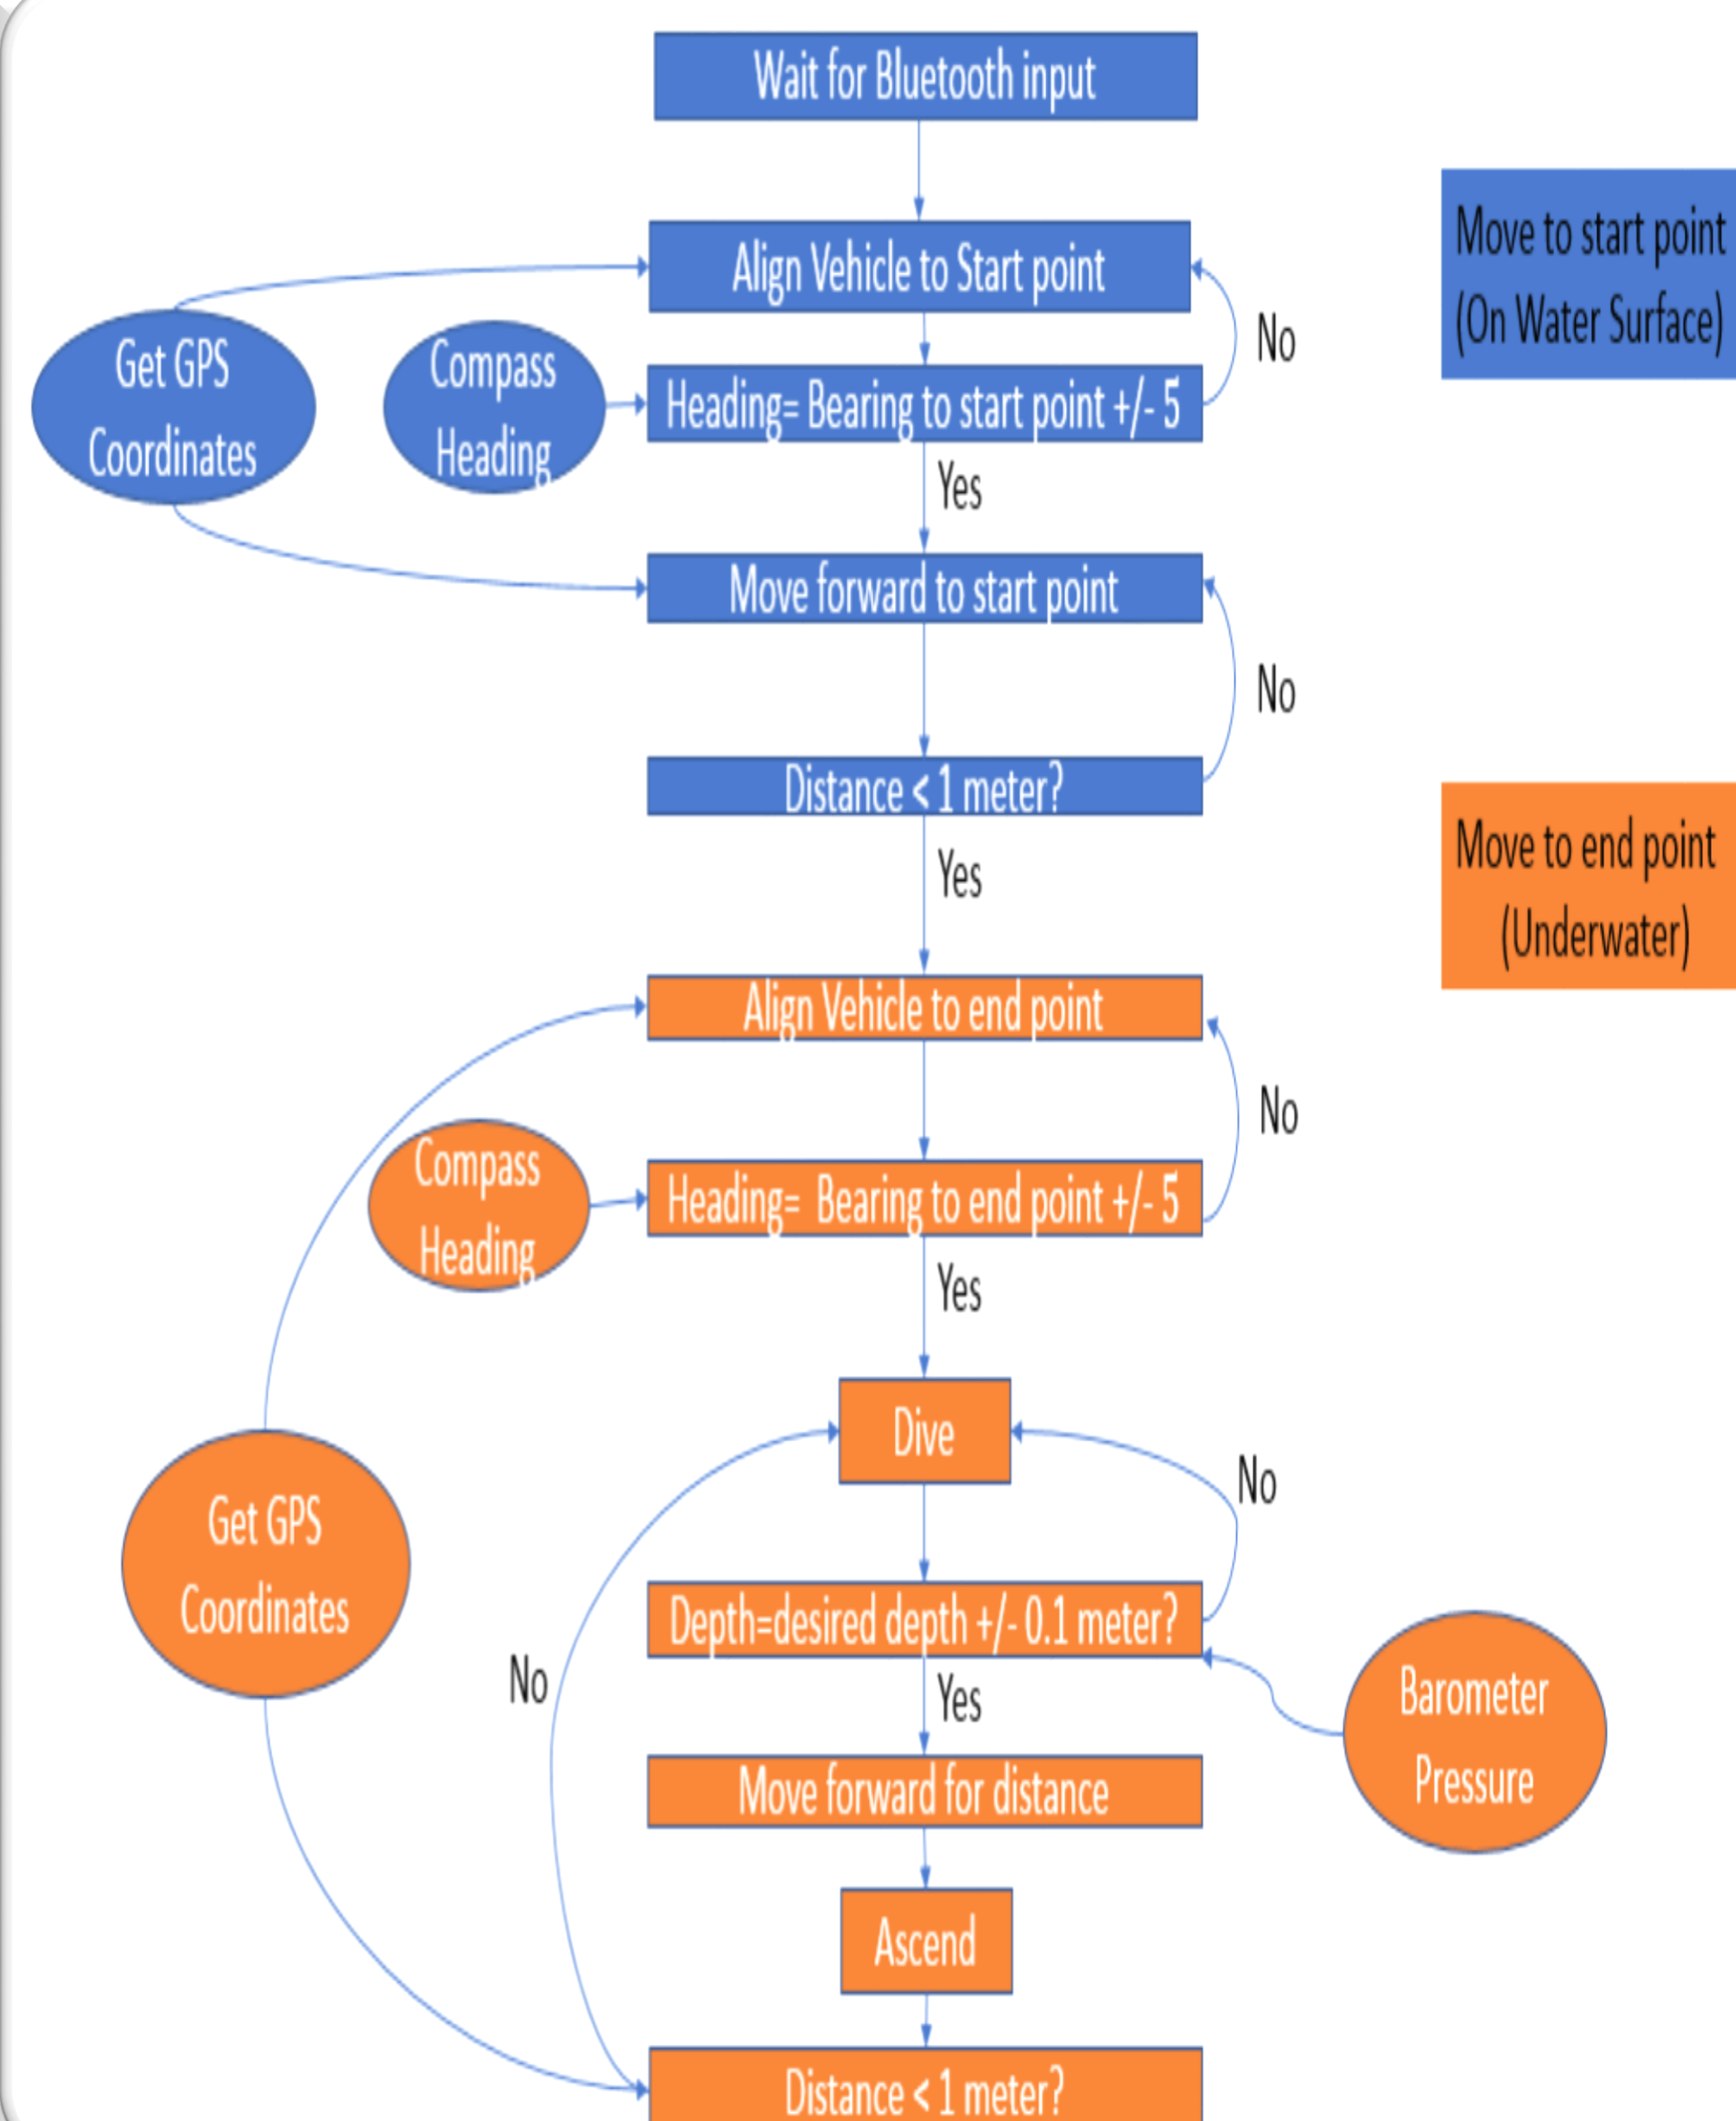 Wait for Bluetooth input
Align Vehicle to Start point
Move to start point
(On Water Surface)
No
Get GPS
Coordinates
Compass
Heading
Heading= Bearing to start point +/- 5
Yes
Move forward to start point
No
Distance < 1 meter?
Yes
Move to end point
(Underwater)
Align Vehicle to end point
No
Compass
Heading
Heading=  Bearing to end point +/- 5
Yes
Dive
No
Get GPS
Coordinates
Depth=desired depth +/- 0.1 meter?
No
Yes
Barometer
Pressure
Move forward for distance
Ascend
Distance < 1 meter?